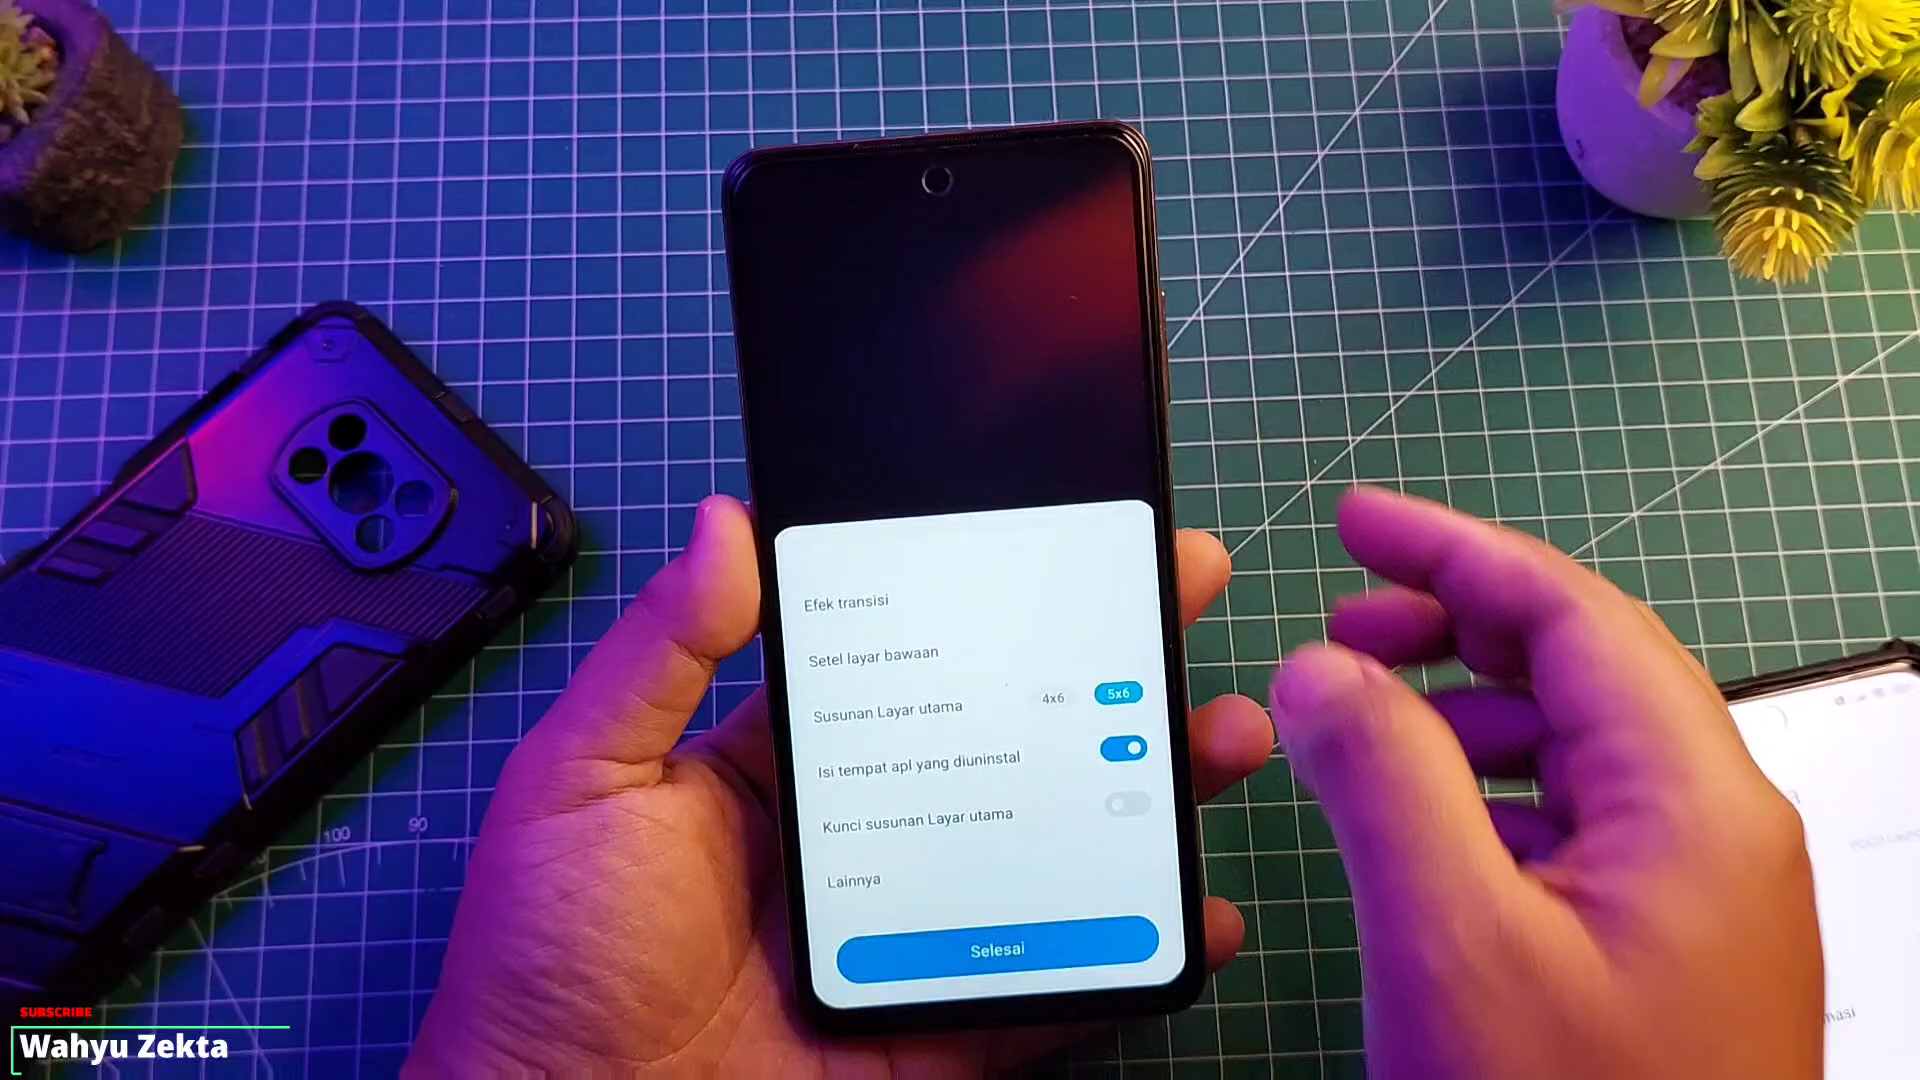 Efek transisi
Setel layar bawaan
Susunan Layar utama 4x6 5x6
Isi tempat apl yang diuninstal
Kunci susunan Layar utama
Lainnya
Selesai
100 90
SUBSCRIBE
Wahyu Zekta